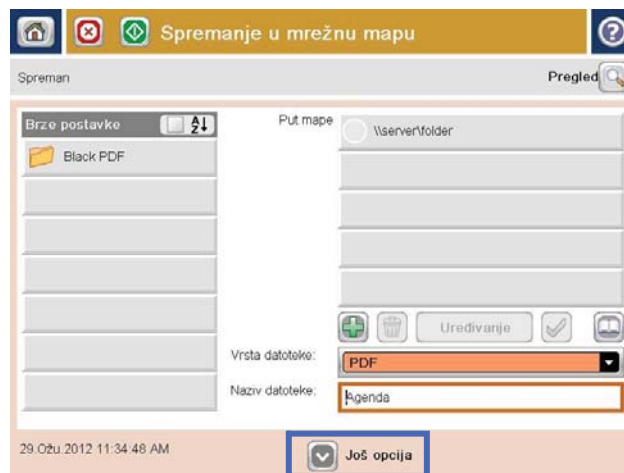 Spremanje u mrežnu mapu
Spreman
Pregled
Brze postavke
Black PDF
Put mape
\\server\folder
Uređivanje
Vrsta datoteke:
PDF
Naziv datoteke:
Agenda
29.Ožu.2012 11:34:48 AM
Još opcija